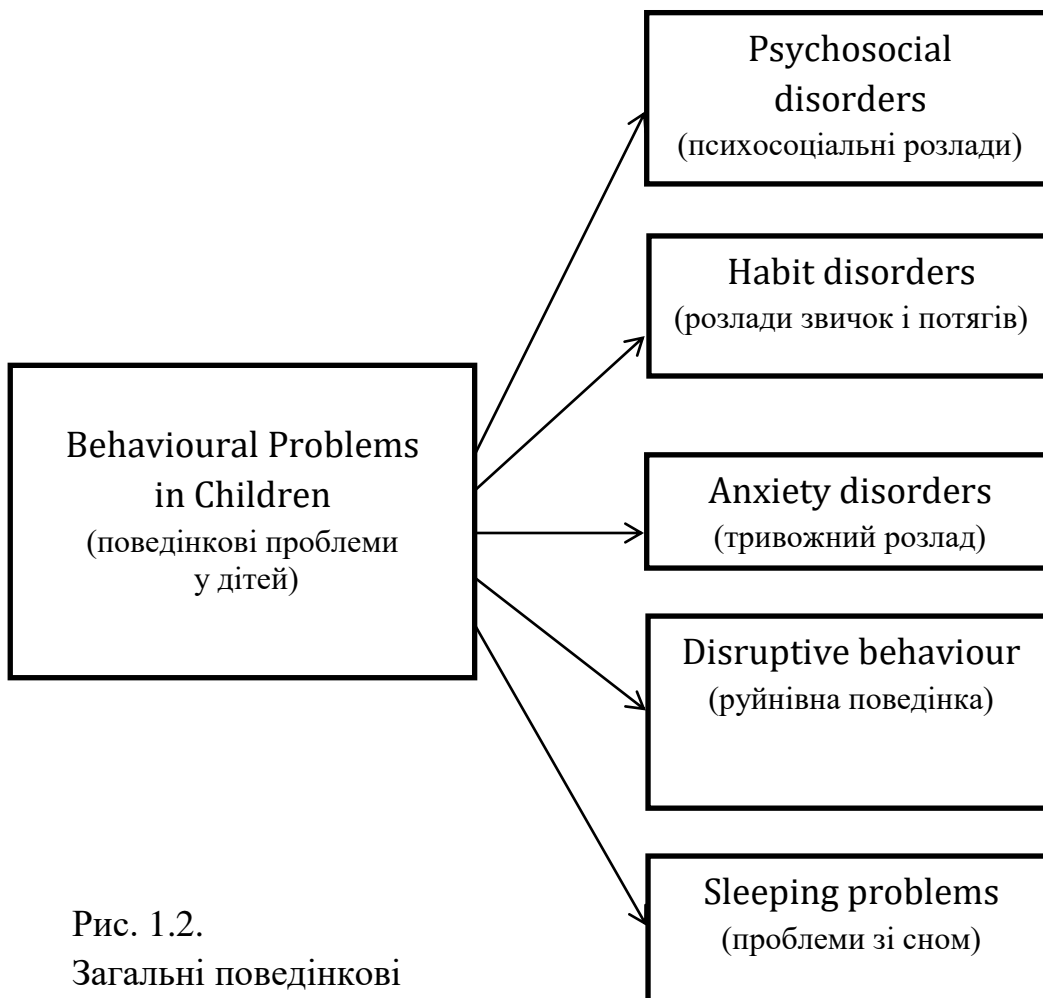 Psychosocial
disorders
(психосоціальні розлади)
Habit disorders
(розлади звичок і потягів)
Behavioural Problems
in Children
(поведінкові проблеми
у дітей)
Anxiety disorders
(тривожний розлад)
Disruptive behaviour
(руйнівна поведінка)
Sleeping problems
(проблеми зі сном)
Рис. 1.2.
Загальні поведінкові